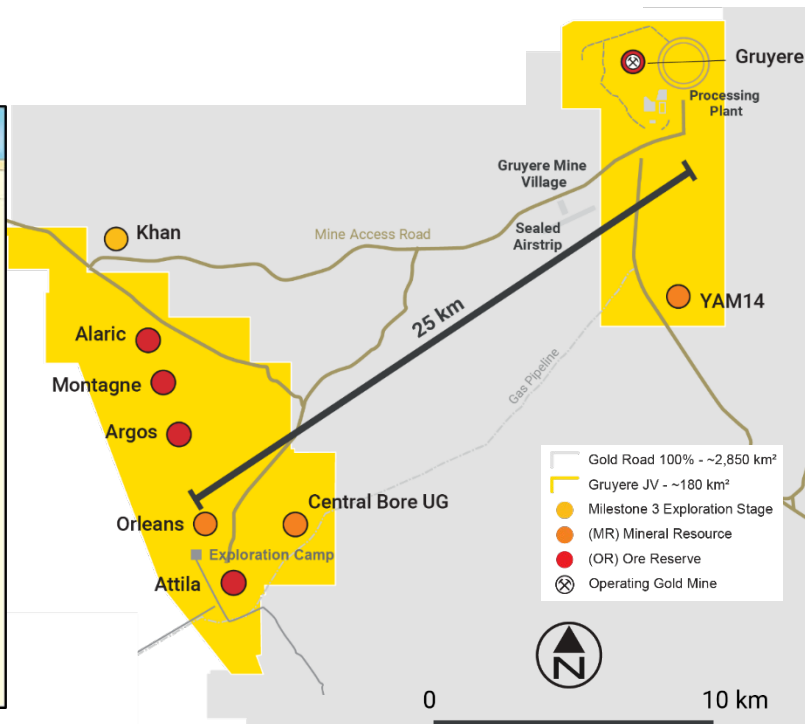 Gruyere
Processing
Plant
Gruyere Mine
Village
Sealed
Airstrip
Khan
Mine Access Road
25 km
YAM14
Alaric
Montagne
Argos
Gas Pipeline
Orleans
Central Bore UG
Exploration Camp
Attila
Gold Road 100% - ~2,850 km²
Gruyere JV - ~180 km²
Milestone 3 Exploration Stage
(MR) Mineral Resource
(OR) Ore Reserve
Operating Gold Mine
N
0 10 km